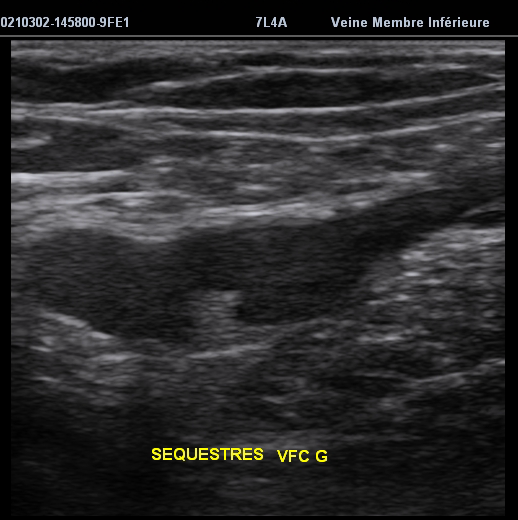 0210302-145800-9FE1 7L4A Veine Membre Inférieure
SEQUESTRES VFC G